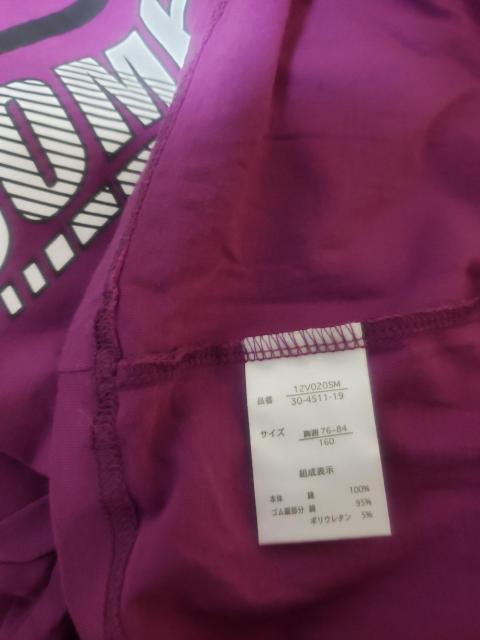 OOMP
品番 12V020SM
30-4511-19
サイズ 胸囲 76-84
160
組成表示
本体 綿 100%
ゴム編部分 綿 95%
ポリウレタン 5%